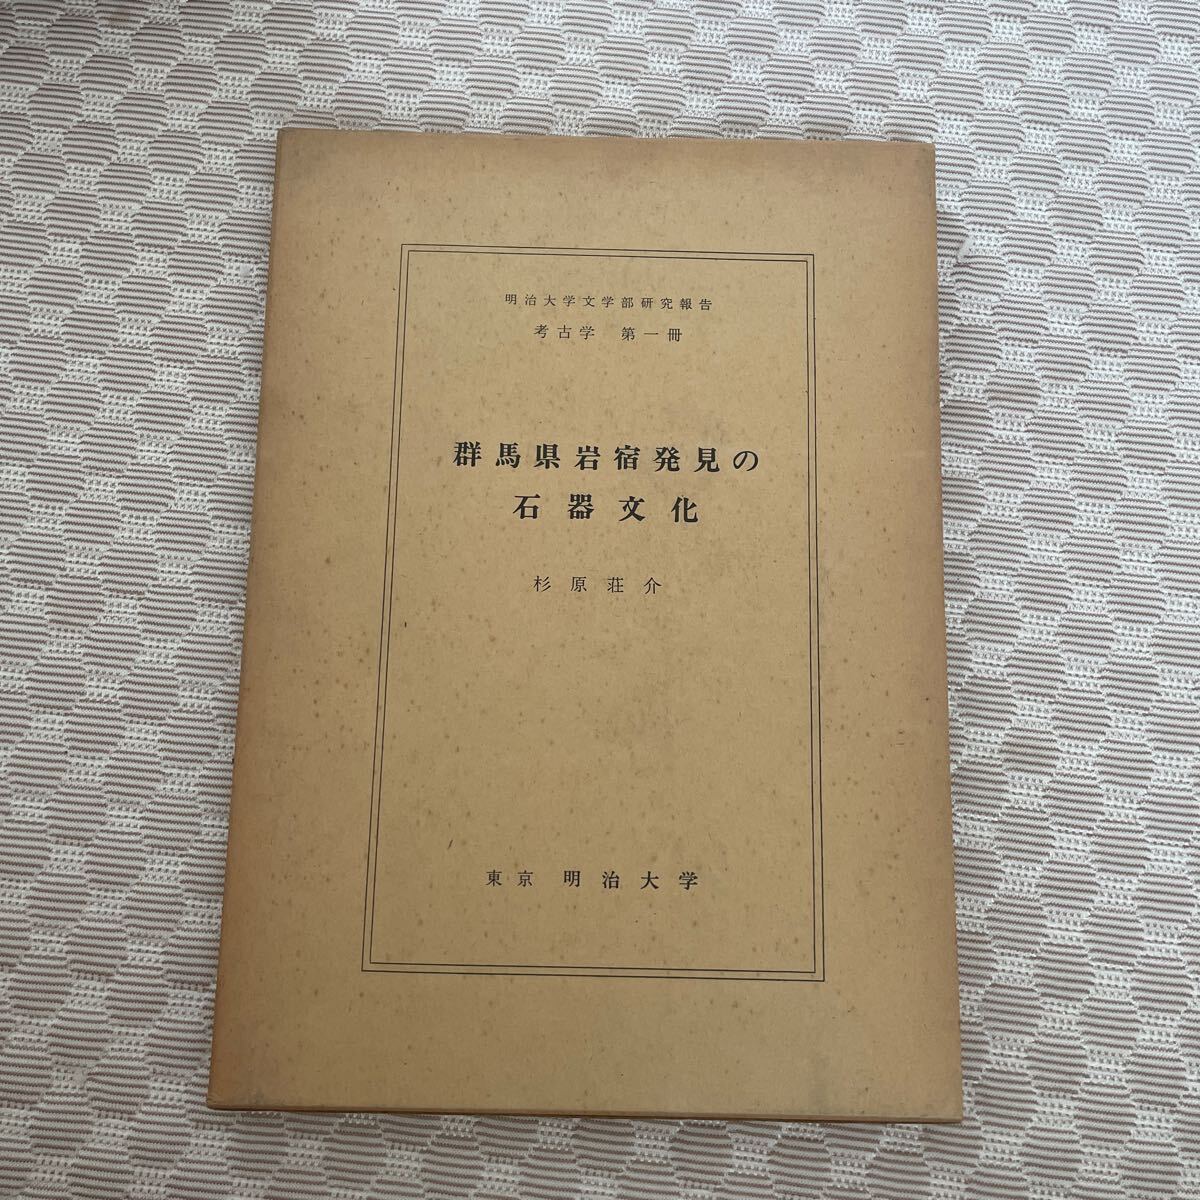 明治大学文学部研究報告
考古学 第一冊
群馬県岩宿発見の
石器文化
杉原荘介
東京 明治大学